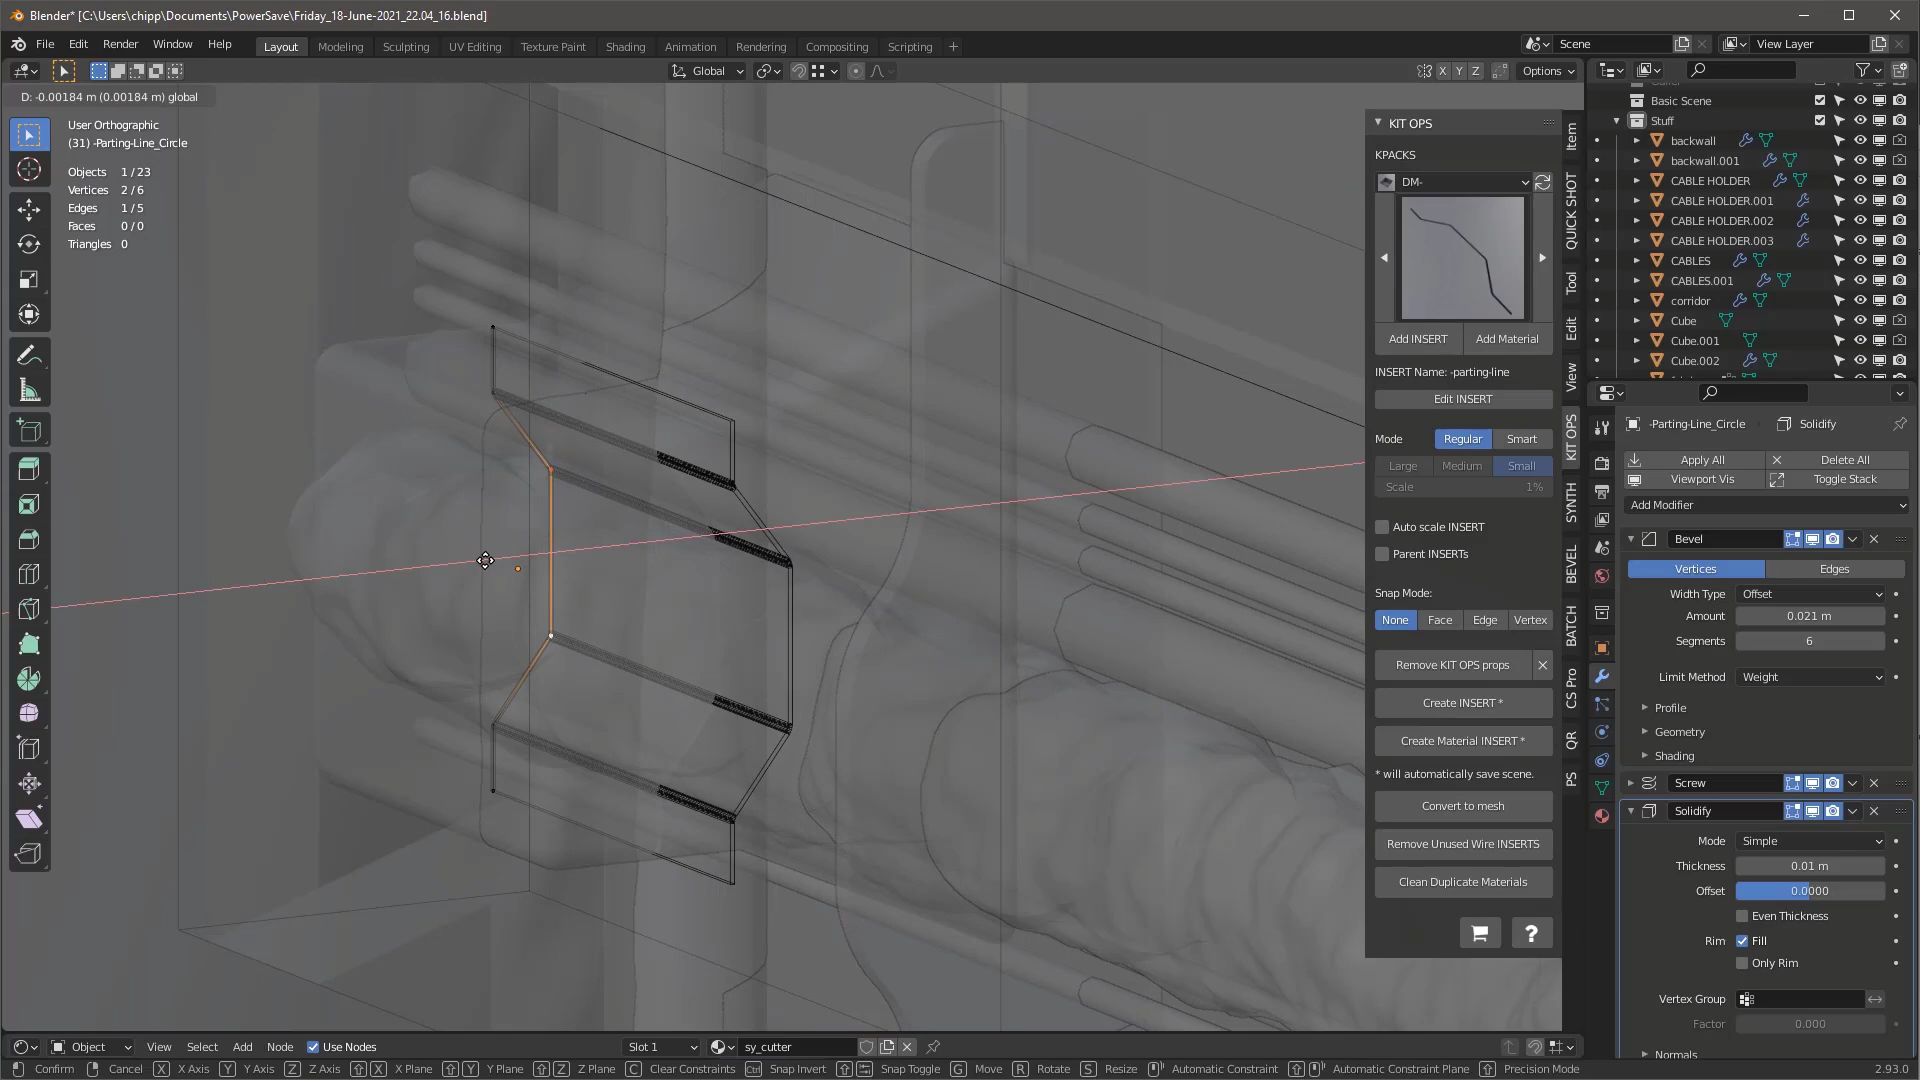 Blender* [C:\Users\chipp\Documents\PowerSave\Friday_18-June-2021_22.04_16.blend]
File Edit Render Window Help Layout Modeling Sculpting UV Editing Texture Paint Shading Animation Rendering Compositing Scripting + Scene View Layer
Global X Y Z Options
D: -0.00184 m (0.00184 m) global
User Orthographic
(31) -Parting-Line_Circle
Objects 1 / 23
Vertices 2 / 6
Edges 1 / 5
Faces 0 / 0
Triangles 0
KIT OPS
KPACKS
DM-
Add INSERT Add Material
INSERT Name: -parting-line
Edit INSERT
Mode Regular Smart
Large Medium Small
Scale 1%
Auto scale INSERT
Parent INSERTs
Snap Mode:
None Face Edge Vertex
Remove KIT OPS props
Create INSERT *
Create Material INSERT *
* will automatically save scene.
Convert to mesh
Remove Unused Wire INSERTS
Clean Duplicate Materials
?
Item
QUICK SHOT
Tool
Edit
View
KIT OPS
SYNTH
BEVEL
BATCH
CS Pro
QR
PS
Basic Scene
Stuff
backwall
backwall.001
CABLE HOLDER
CABLE HOLDER.001
CABLE HOLDER.002
CABLE HOLDER.003
CABLES
CABLES.001
corridor
Cube
Cube.001
Cube.002
-Parting-Line_Circle Solidify
Apply All Delete All
Viewport Vis Toggle Stack
Add Modifier
Bevel
Vertices Edges
Width Type Offset
Amount 0.021 m
Segments 6
Limit Method Weight
Profile
Geometry
Shading
Screw
Solidify
Mode Simple
Thickness 0.01 m
Offset 0.0000
Even Thickness
Rim Fill
Only Rim
Vertex Group
Factor 0.000
Normals
Object View Select Add Node Use Nodes Slot 1 sy_cutter
Confirm Cancel X X Axis Y Y Axis Z Z Axis X X Plane Y Y Plane Z Z Plane C Clear Constraints Ctrl Snap Invert Snap Toggle G Move R Rotate S Resize Automatic Constraint Automatic Constraint Plane Precision Mode 2.93.0